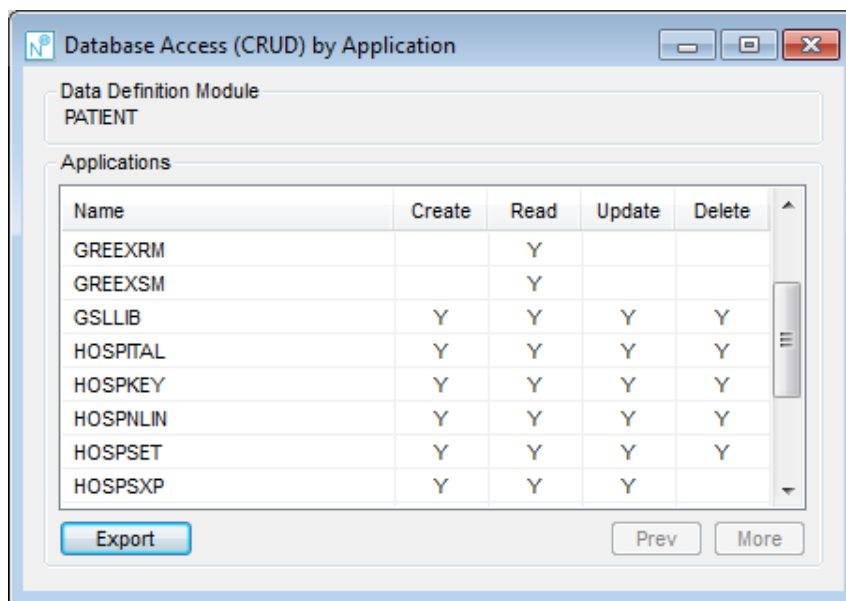 N Database Access (CRUD) by Application
Data Definition Module
PATIENT
Applications
Name Create Read Update Delete
GREEXRM Y
GREEXSM Y
GSLLIB Y Y Y Y
HOSPITAL Y Y Y Y
HOSPKEY Y Y Y Y
HOSPNLIN Y Y Y Y
HOSPSET Y Y Y Y
HOSPSXP Y Y Y
Export Prev More